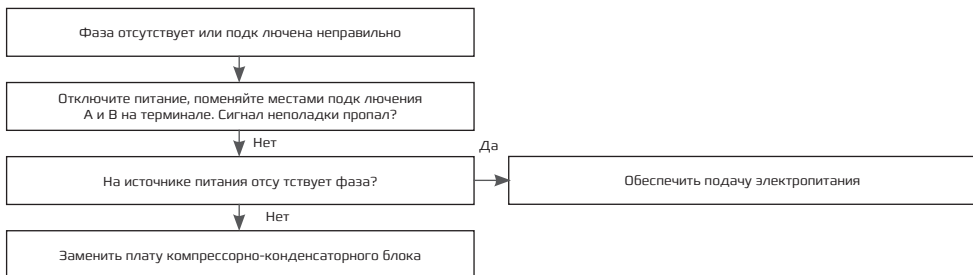 Фаза отсутствует или подк лючена неправильно
Отключите питание, поменяйте местами подк лючения
А и В на терминале. Сигнал неполадки пропал?
Нет
Да
На источнике питания отсу тствует фаза?
Обеспечить подачу электропитания
Нет
Заменить плату компрессорно-конденсаторного блока